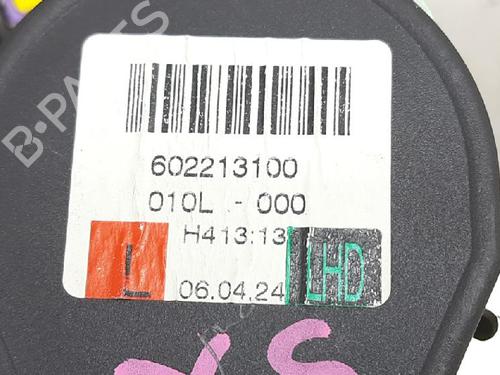 B-PARTS
602213100
010L - 000
H413:13
L
06.04.24
LHD